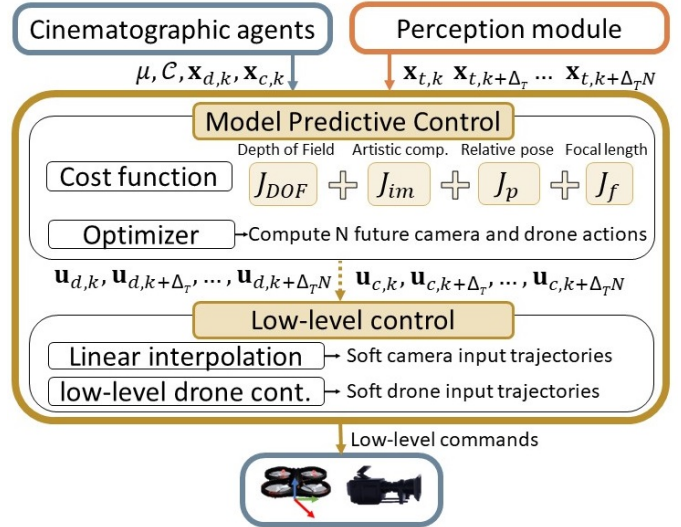 Cinematographic agents
Perception module
μ, 𝒞, x_{d,k}, x_{c,k}
x_{t,k} x_{t,k+Δ_T} ... x_{t,k+Δ_T N}
Model Predictive Control
Depth of Field Artistic comp. Relative pose Focal length
Cost function J_{DOF} + J_{im} + J_p + J_f
Optimizer Compute N future camera and drone actions
u_{d,k}, u_{d,k+Δ_T}, ..., u_{d,k+Δ_T N} u_{c,k}, u_{c,k+Δ_T}, ..., u_{c,k+Δ_T N}
Low-level control
Linear interpolation Soft camera input trajectories
low-level drone cont. Soft drone input trajectories
Low-level commands